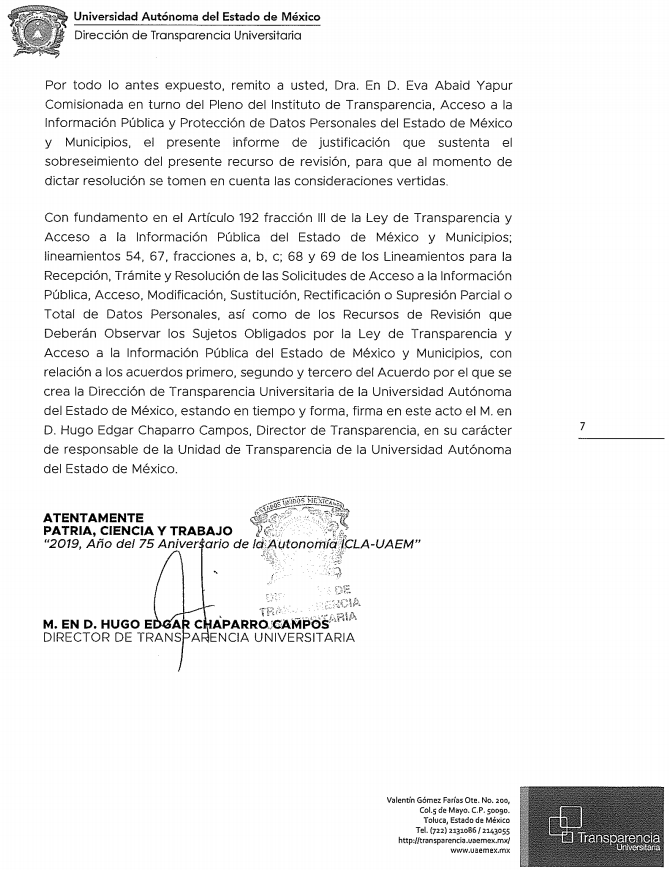 Universidad Autónoma del Estado de México
Dirección de Transparencia Universitaria
Por todo lo antes expuesto, remito a usted, Dra. En D. Eva Abaid Yapur
Comisionada en turno del Pleno del Instituto de Transparencia, Acceso a la
Información Pública y Protección de Datos Personales del Estado de México
y Municipios, el presente informe de justificación que sustenta el
sobreseimiento del presente recurso de revisión, para que al momento de
dictar resolución se tomen en cuenta las consideraciones vertidas.
Con fundamento en el Artículo 192 fracción III de la Ley de Transparencia y
Acceso a la Información Pública del Estado de México y Municipios;
lineamientos 54, 67, fracciones a, b, c; 68 y 69 de los Lineamientos para la
Recepción, Trámite y Resolución de las Solicitudes de Acceso a la Información
Pública, Acceso, Modificación, Sustitución, Rectificación o Supresión Parcial o
Total de Datos Personales, así como de los Recursos de Revisión que
Deberán Observar los Sujetos Obligados por la Ley de Transparencia y
Acceso a la Información Pública del Estado de México y Municipios, con
relación a los acuerdos primero, segundo y tercero del Acuerdo por el que se
crea la Dirección de Transparencia Universitaria de la Universidad Autónoma
del Estado de México, estando en tiempo y forma, firma en este acto el M. en
D. Hugo Edgar Chaparro Campos, Director de Transparencia, en su carácter
de responsable de la Unidad de Transparencia de la Universidad Autónoma
del Estado de México.
7
ATENTAMENTE
PATRIA, CIENCIA Y TRABAJO
"2019, Año del 75 Aniversario de la Autonomía ICLA-UAEM"
M. EN D. HUGO EDGAR CHAPARRO CAMPOS
DIRECTOR DE TRANSPARENCIA UNIVERSITARIA
Valentín Gómez Farías Ote. No. 200,
Col.5 de Mayo. C.P. 50090.
Toluca, Estado de México
Tel. (722) 2131086 / 2143055
http://transparencia.uaemex.mx/
www.uaemex.mx
Transparencia
Universitaria